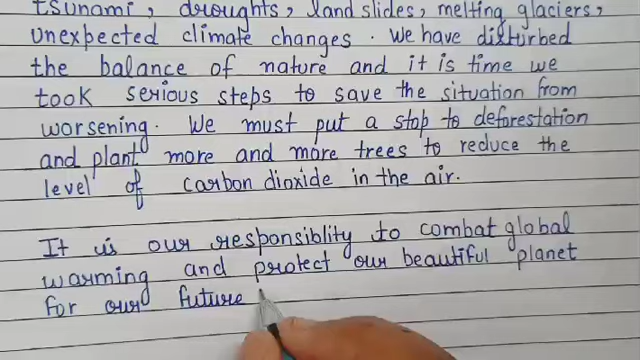 tsunami, droughts, land slides, melting glaciers,
unexpected climate changes. We have disturbed
the balance of nature and it is time we
took serious steps to save the situation from
worsening. We must put a stop to deforestation
and plant more and more trees to reduce the
level of carbon dioxide in the air.
It is our responsiblity to combat global
warming and protect our beautiful planet
for our future